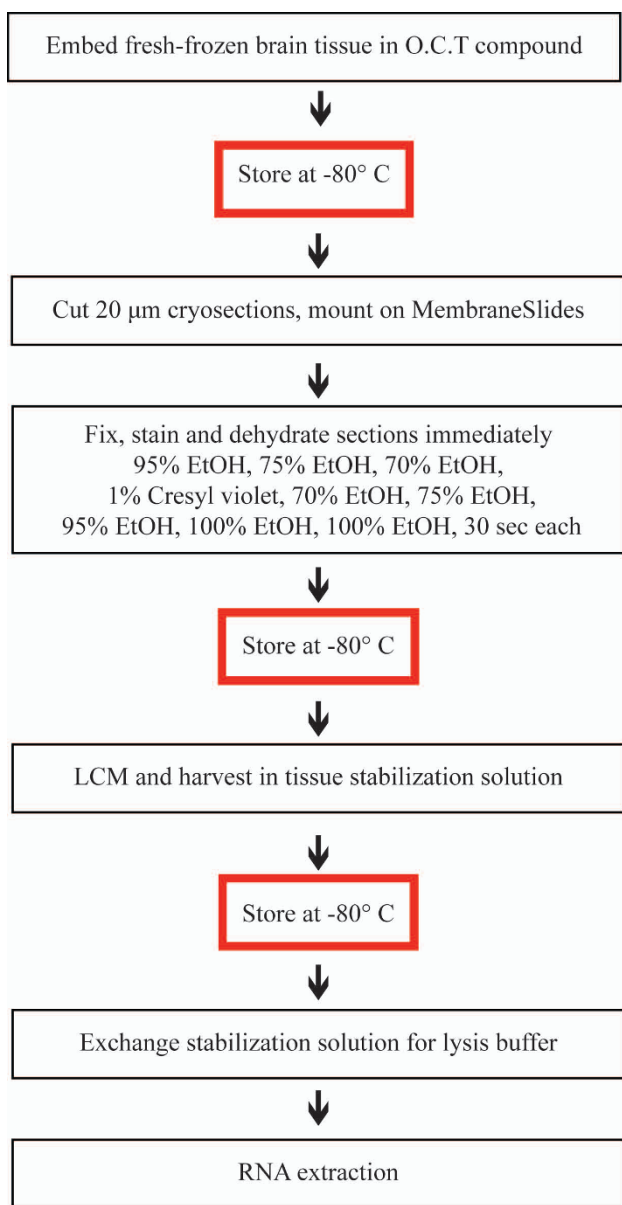 Embed fresh-frozen brain tissue in O.C.T compound
Store at -80° C
Cut 20 μm cryosections, mount on MembraneSlides
Fix, stain and dehydrate sections immediately
95% EtOH, 75% EtOH, 70% EtOH,
1% Cresyl violet, 70% EtOH, 75% EtOH,
95% EtOH, 100% EtOH, 100% EtOH, 30 sec each
Store at -80° C
LCM and harvest in tissue stabilization solution
Store at -80° C
Exchange stabilization solution for lysis buffer
RNA extraction